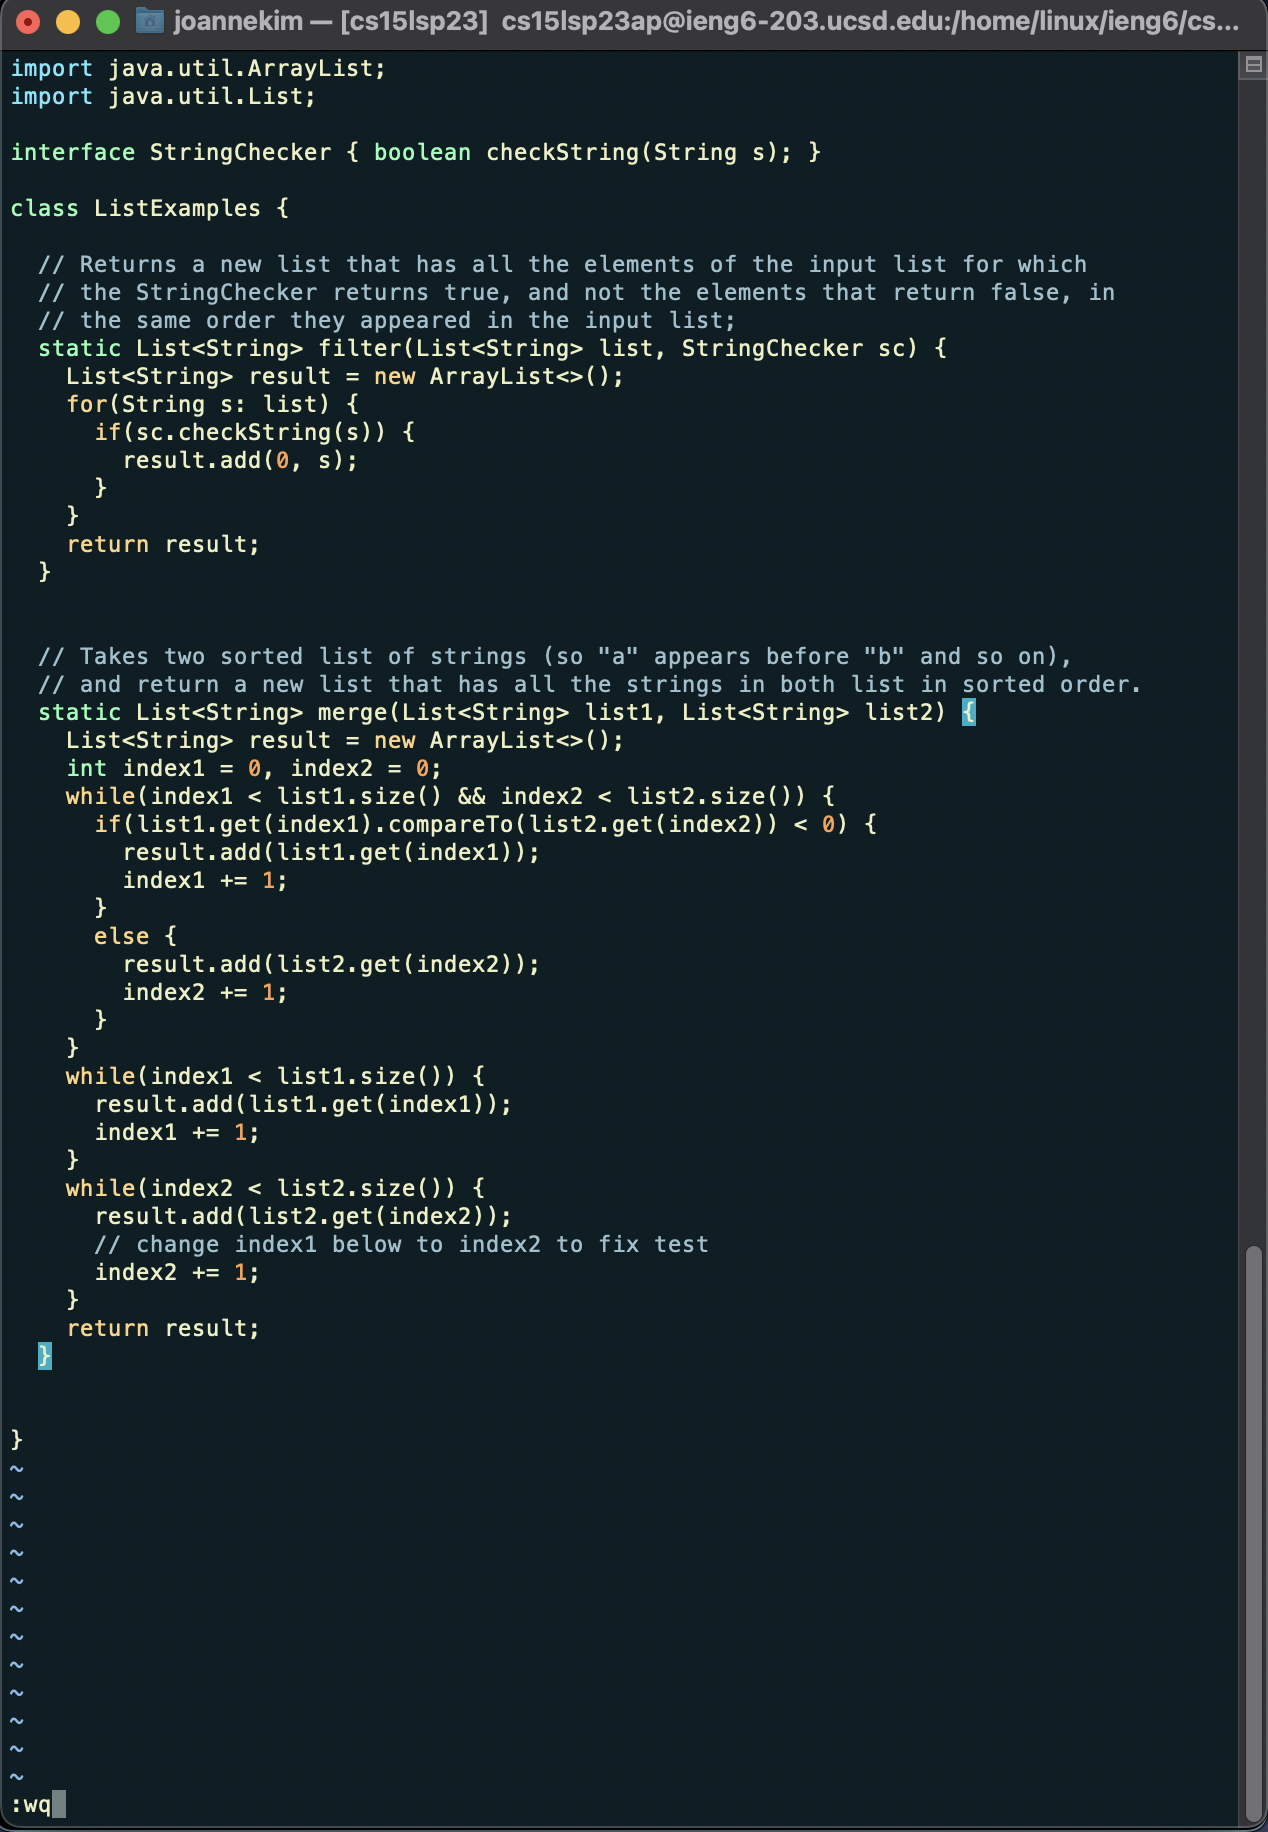 joannekim — [cs15lsp23] cs15lsp23ap@ieng6-203.ucsd.edu:/home/linux/ieng6/cs...
import java.util.ArrayList;
import java.util.List;
interface StringChecker { boolean checkString(String s); }
class ListExamples {
  // Returns a new list that has all the elements of the input list for which
  // the StringChecker returns true, and not the elements that return false, in
  // the same order they appeared in the input list;
  static List<String> filter(List<String> list, StringChecker sc) {
    List<String> result = new ArrayList<>();
    for(String s: list) {
      if(sc.checkString(s)) {
        result.add(0, s);
      }
    }
    return result;
  }
  // Takes two sorted list of strings (so "a" appears before "b" and so on),
  // and return a new list that has all the strings in both list in sorted order.
  static List<String> merge(List<String> list1, List<String> list2) {
    List<String> result = new ArrayList<>();
    int index1 = 0, index2 = 0;
    while(index1 < list1.size() && index2 < list2.size()) {
      if(list1.get(index1).compareTo(list2.get(index2)) < 0) {
        result.add(list1.get(index1));
        index1 += 1;
      }
      else {
        result.add(list2.get(index2));
        index2 += 1;
      }
    }
    while(index1 < list1.size()) {
      result.add(list1.get(index1));
      index1 += 1;
    }
    while(index2 < list2.size()) {
      result.add(list2.get(index2));
      // change index1 below to index2 to fix test
      index2 += 1;
    }
    return result;
  }
}
~
~
~
~
~
~
~
~
~
~
~
~
:wq